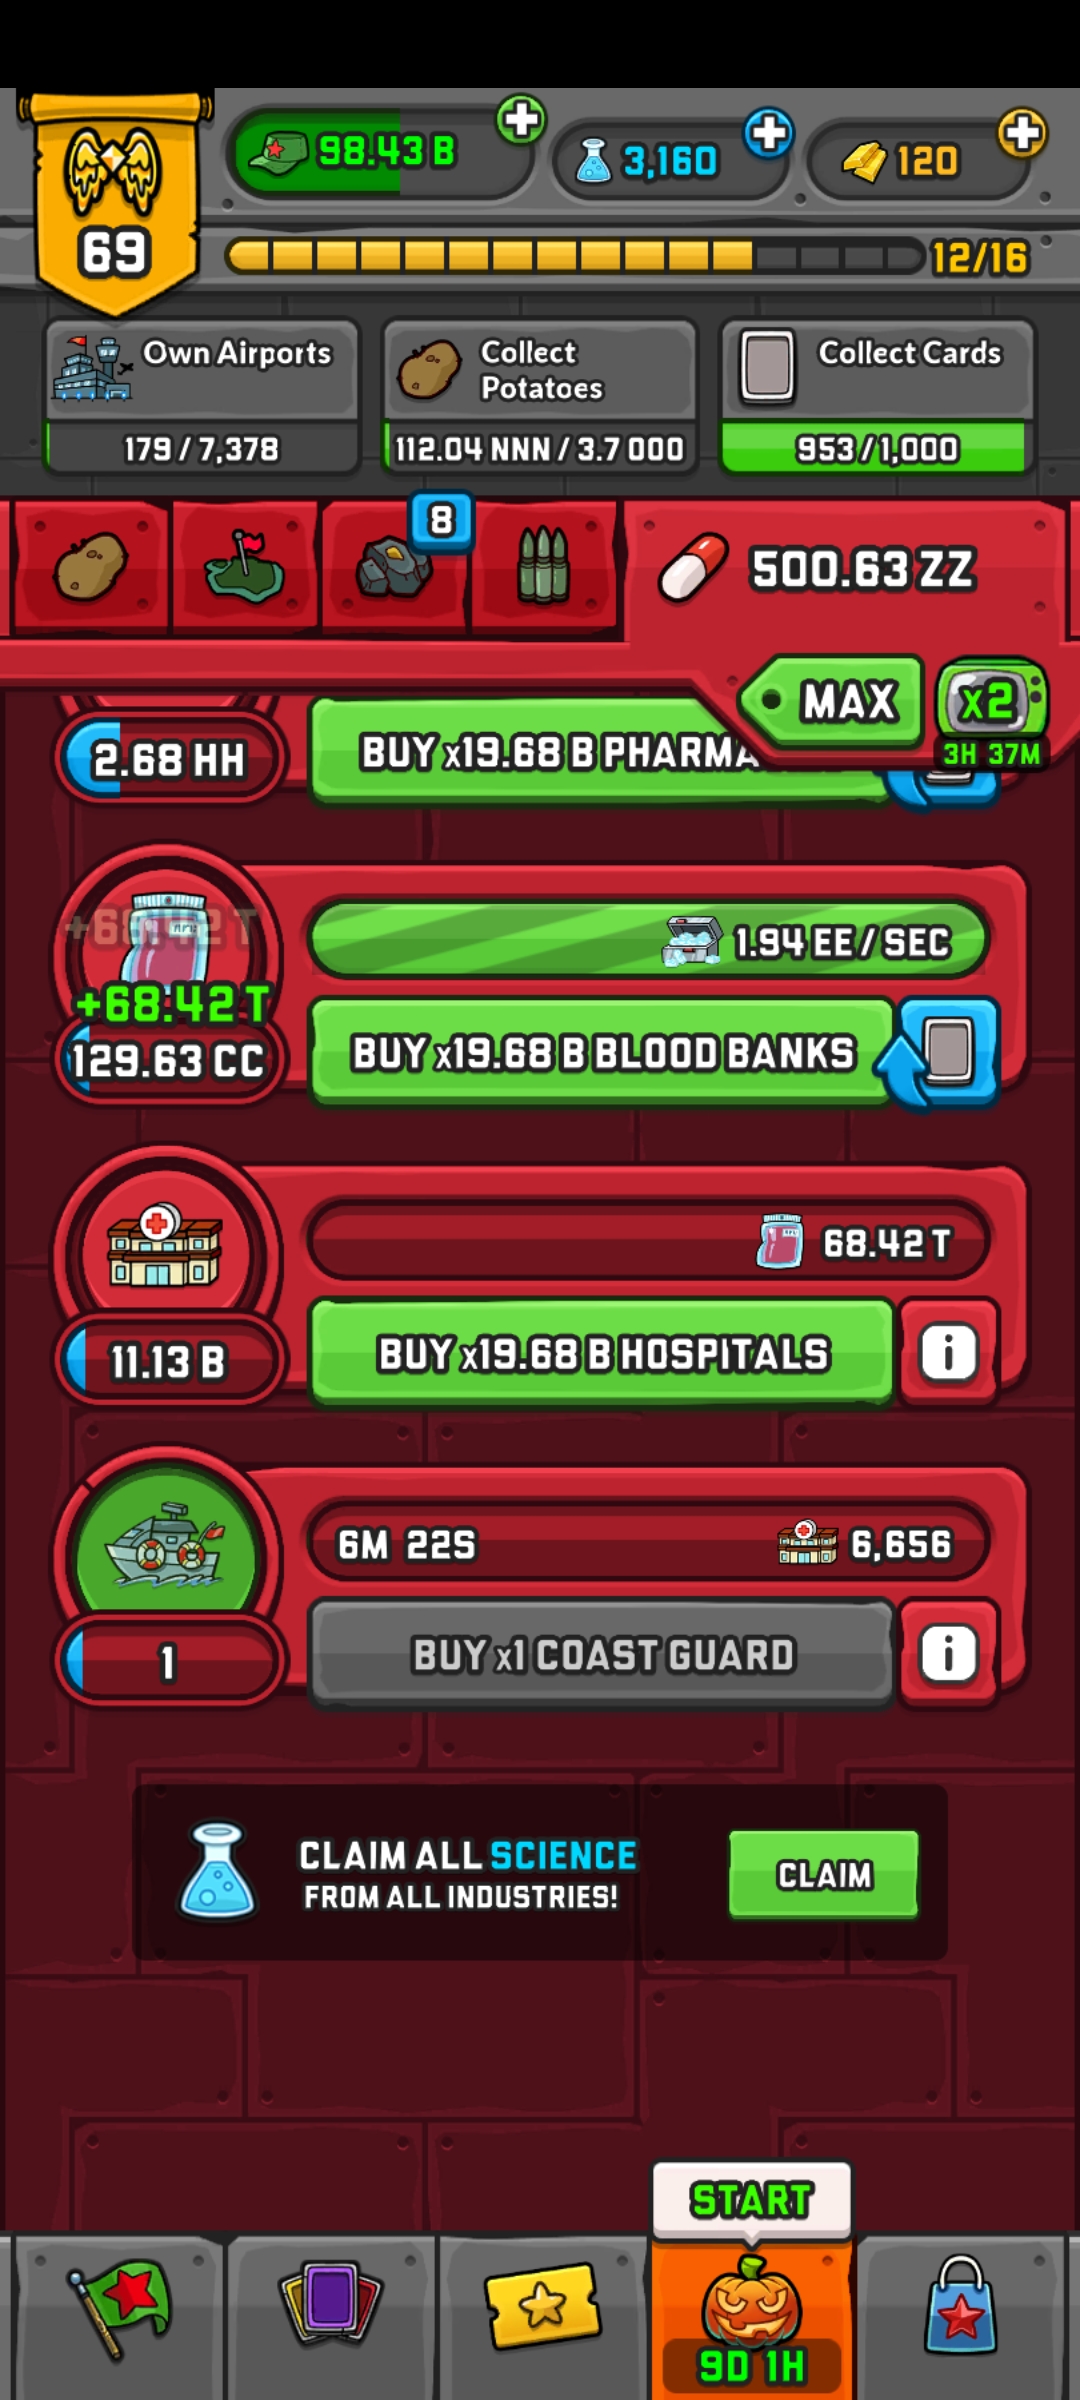 69
98.43 B
3,160
120
12/16
Own Airports
179 / 7,378
Collect
Potatoes
112.04 NNN / 3.7 OOO
Collect Cards
953/1,000
8
500.63 ZZ
MAX
x2
3H 37M
2.68 HH
BUY x19.68 B PHARMA
+68.42 T
+68.42 T
129.63 CC
1.94 EE / SEC
BUY x19.68 B BLOOD BANKS
68.42 T
11.13 B
BUY x19.68 B HOSPITALS
i
6M 22S
6,656
1
BUY x1 COAST GUARD
i
CLAIM ALL SCIENCE
FROM ALL INDUSTRIES!
CLAIM
START
9D 1H